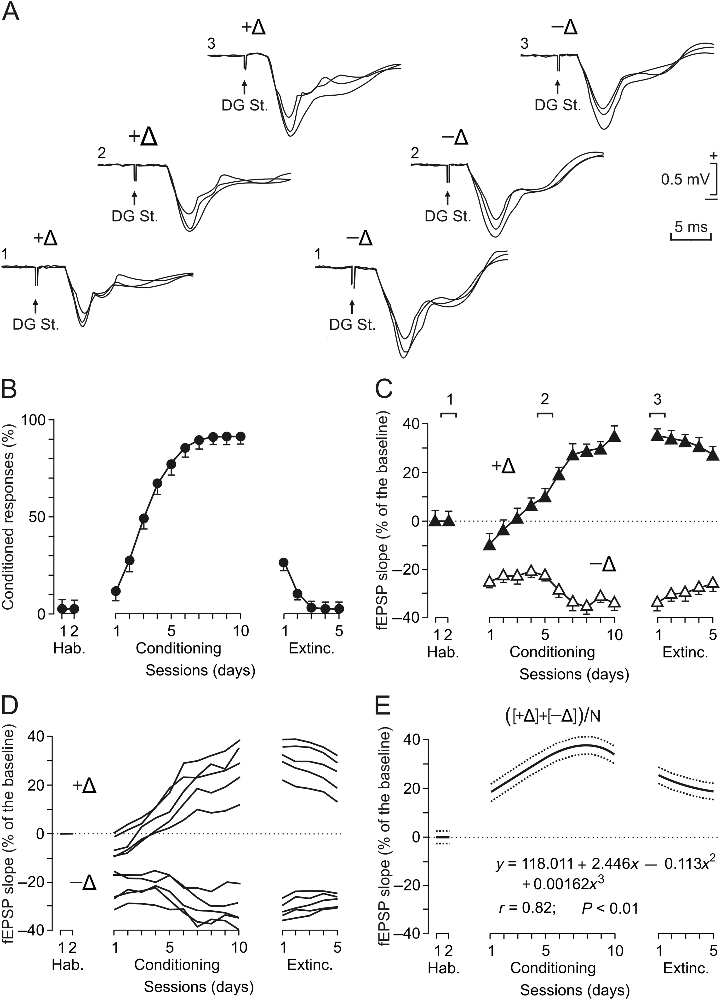 A
+Δ
3
DG St.
−Δ
3
DG St.
+Δ
2
DG St.
−Δ
2
DG St.
+
0.5 mV
−
5 ms
+Δ
1
DG St.
−Δ
1
DG St.
B
Conditioned responses (%)
100
50
0
1 2
1 5 10
1 5
Hab. Conditioning Extinc.
Sessions (days)
C
1 2 3
fEPSP slope (% of the baseline)
40
20
0
−20
−40
+Δ
−Δ
1 2
1 5 10
1 5
Hab. Conditioning Extinc.
Sessions (days)
D
fEPSP slope (% of the baseline)
40
20
0
−20
−40
+Δ
−Δ
1 2
1 5 10
1 5
Hab. Conditioning Extinc.
Sessions (days)
E
([+Δ]+[−Δ])/N
fEPSP slope (% of the baseline)
40
20
0
−20
−40
y = 118.011 + 2.446x − 0.113x²
+ 0.00162x³
r = 0.82; P < 0.01
1 2
1 5 10
1 5
Hab. Conditioning Extinc.
Sessions (days)